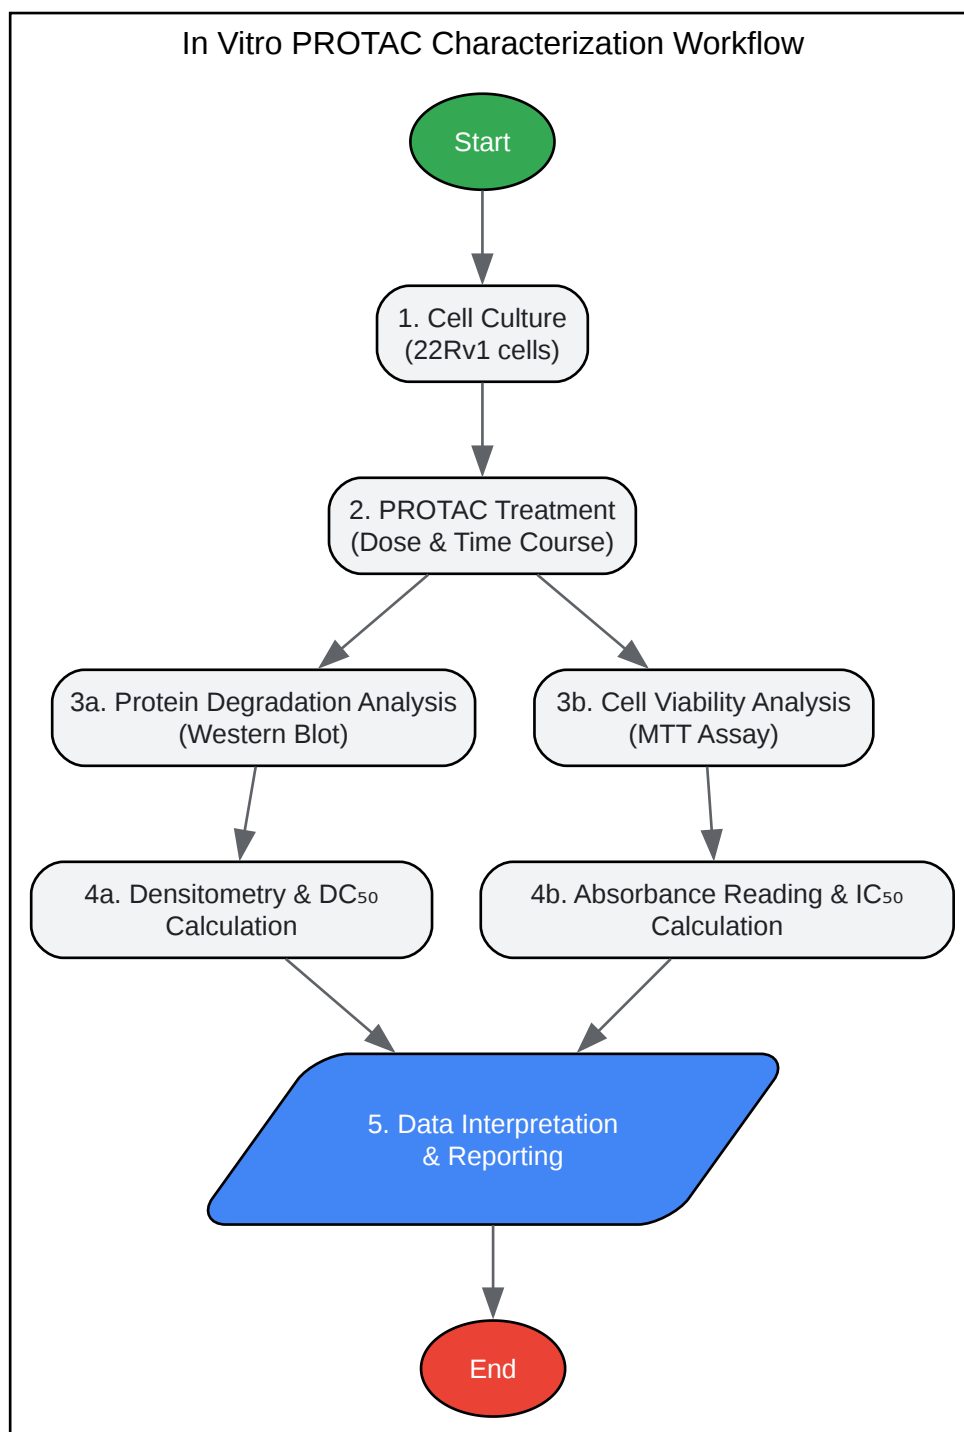 In Vitro PROTAC Characterization Workflow
Start
1. Cell Culture
(22Rv1 cells)
2. PROTAC Treatment
(Dose & Time Course)
3a. Protein Degradation Analysis
(Western Blot)
3b. Cell Viability Analysis
(MTT Assay)
4a. Densitometry & DC₅₀
Calculation
4b. Absorbance Reading & IC₅₀
Calculation
5. Data Interpretation
& Reporting
End